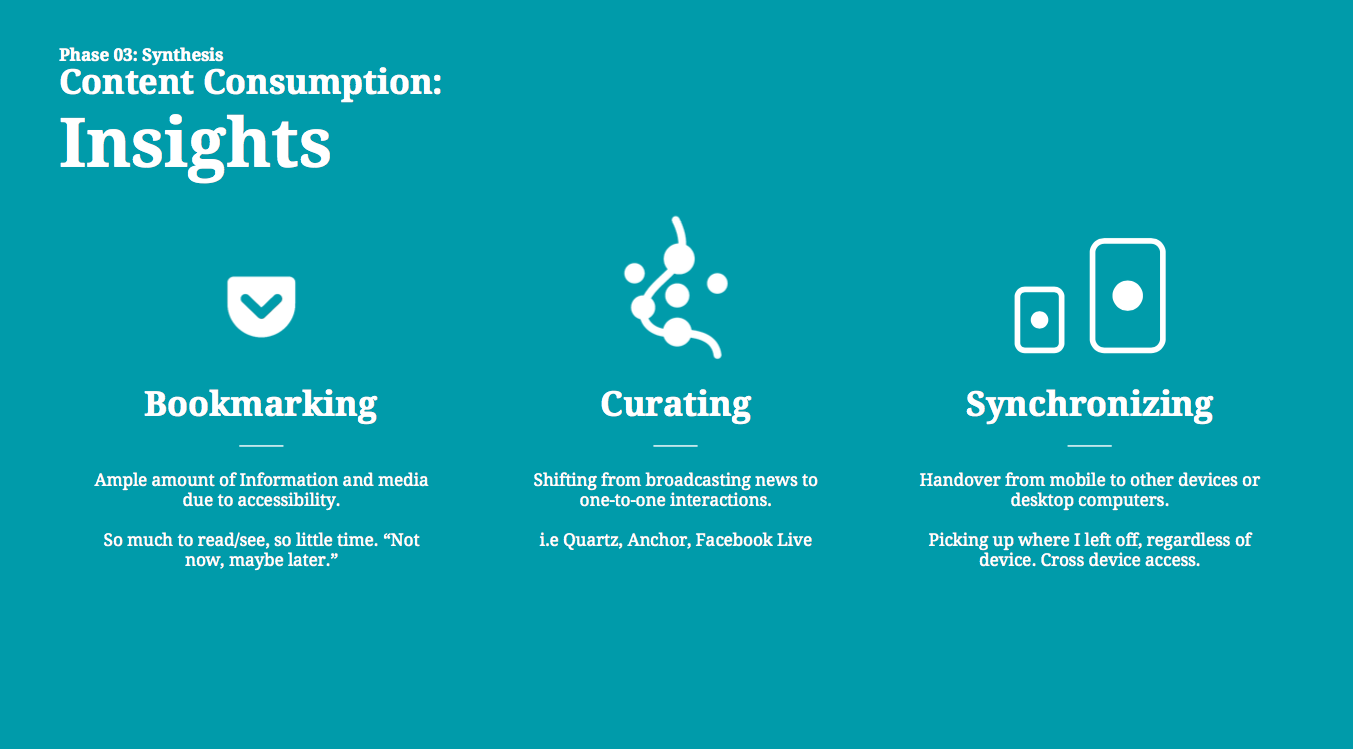 Phase 03: Synthesis
Content Consumption:
Insights
Bookmarking
Ample amount of Information and media
due to accessibility.
So much to read/see, so little time. “Not
now, maybe later.”
Curating
Shifting from broadcasting news to
one-to-one interactions.
i.e Quartz, Anchor, Facebook Live
Synchronizing
Handover from mobile to other devices or
desktop computers.
Picking up where I left off, regardless of
device. Cross device access.